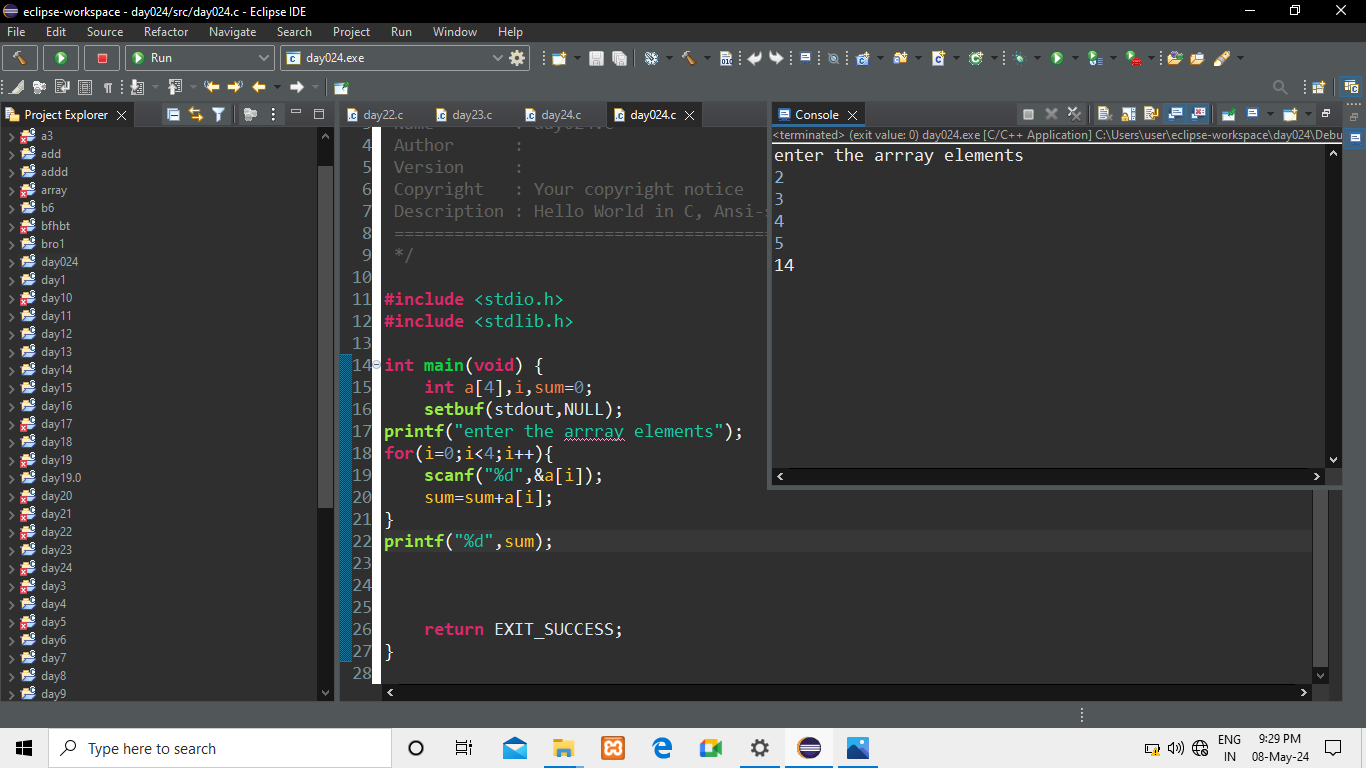 eclipse-workspace - day024/src/day024.c - Eclipse IDE
File Edit Source Refactor Navigate Search Project Run Window Help
Run
day024.exe
Project Explorer
a3
add
addd
array
b6
bfhbt
bro1
day024
day1
day10
day11
day12
day13
day14
day15
day16
day17
day18
day19
day19.0
day20
day21
day22
day23
day24
day3
day4
day5
day6
day7
day8
day9
day22.c day23.c day24.c day024.c
Name : day024.c
4 Author :
5 Version :
6 Copyright : Your copyright notice
7 Description : Hello World in C, Ansi-s
8 ======================================
9 */
10
11 #include <stdio.h>
12 #include <stdlib.h>
13
14 int main(void) {
15 int a[4],i,sum=0;
16 setbuf(stdout,NULL);
17 printf("enter the arrray elements");
18 for(i=0;i<4;i++){
19 scanf("%d",&a[i]);
20 sum=sum+a[i];
21 }
22 printf("%d",sum);
23
24
25
26 return EXIT_SUCCESS;
27 }
28
Console
<terminated> (exit value: 0) day024.exe [C/C++ Application] C:\Users\user\eclipse-workspace\day024\Debu
enter the arrray elements
2
3
4
5
14
Type here to search
ENG
IN
9:29 PM
08-May-24